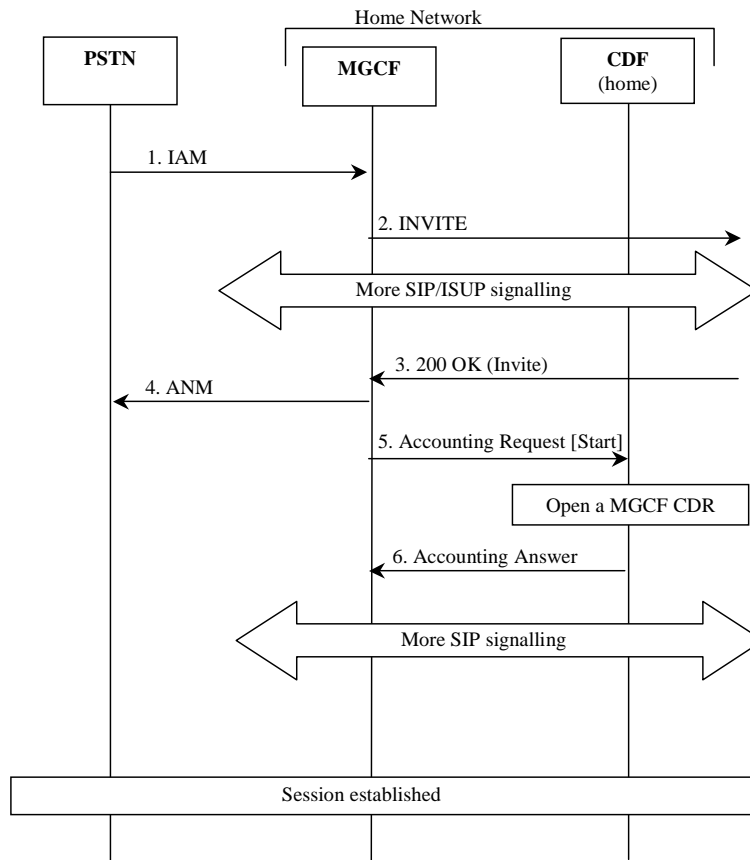 Home Network
PSTN
MGCF
CDF
(home)
1. IAM
2. INVITE
More SIP/ISUP signalling
3. 200 OK (Invite)
4. ANM
5. Accounting Request [Start]
Open a MGCF CDR
6. Accounting Answer
More SIP signalling
Session established